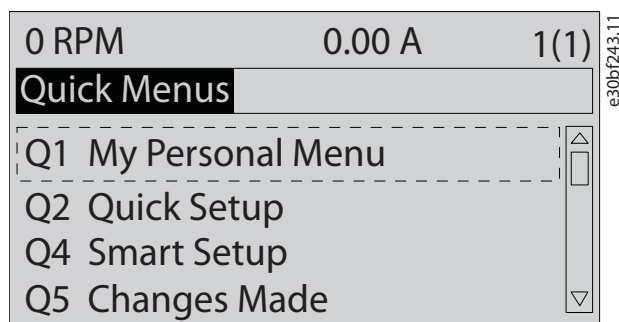 0 RPM 0.00 A 1(1)
Quick Menus
Q1 My Personal Menu
Q2 Quick Setup
Q4 Smart Setup
Q5 Changes Made
e30bf243.11